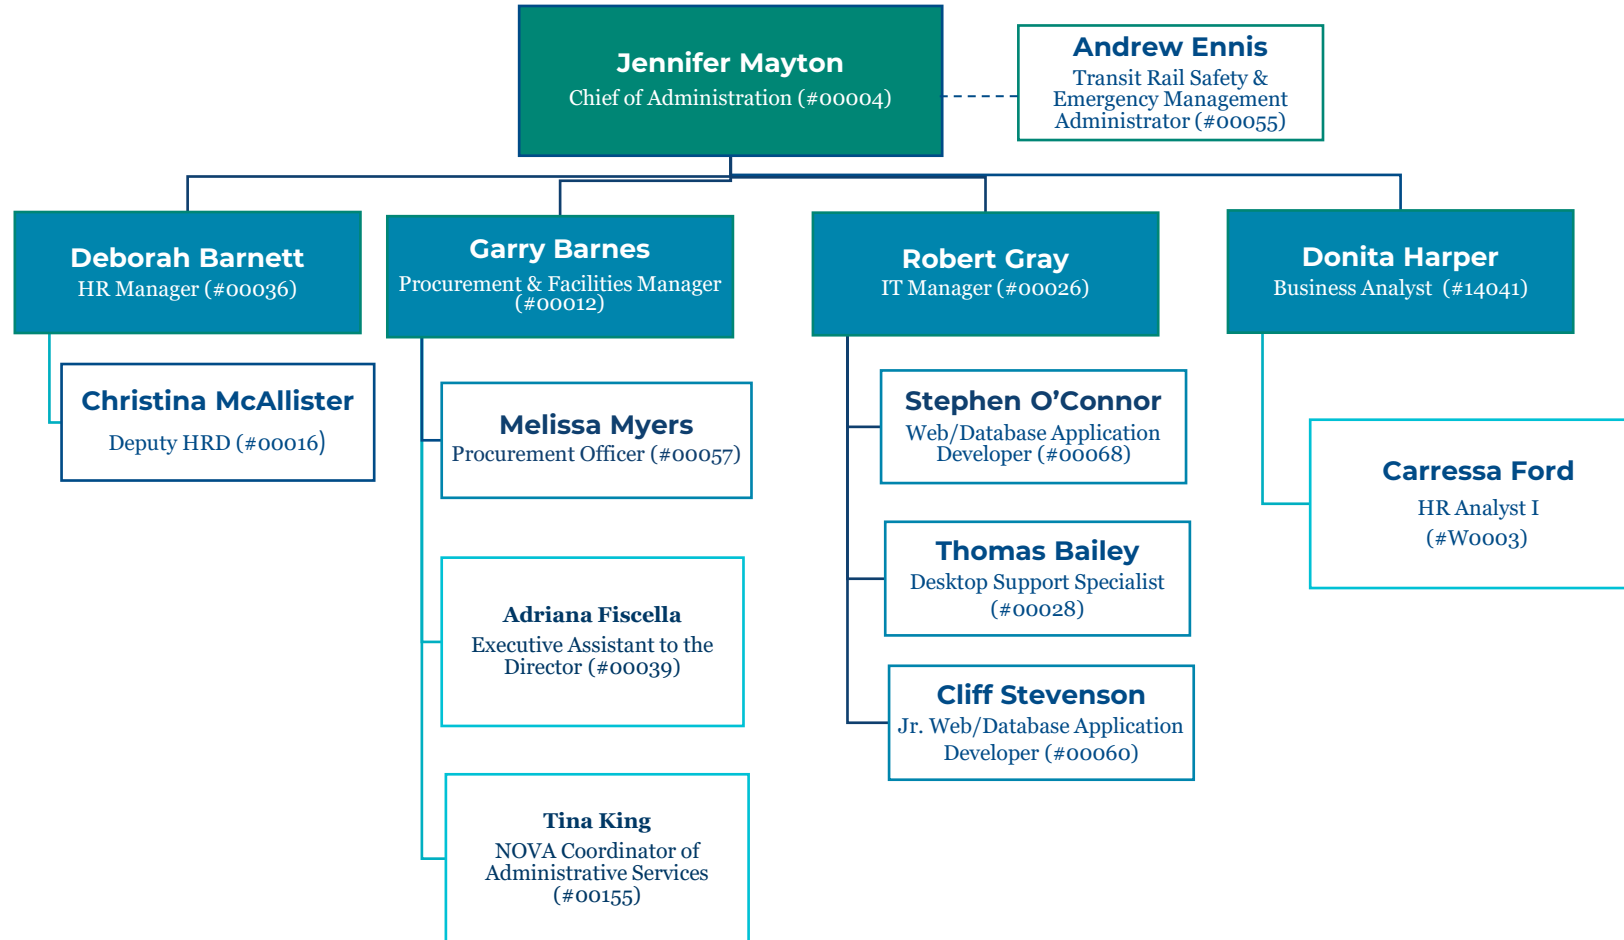 Jennifer Mayton
Chief of Administration (#00004)
Andrew Ennis
Transit Rail Safety &
Emergency Management
Administrator (#00055)
Deborah Barnett
HR Manager (#00036)
Garry Barnes
Procurement & Facilities Manager
(#00012)
Robert Gray
IT Manager (#00026)
Donita Harper
Business Analyst (#14041)
Christina McAllister
Deputy HRD (#00016)
Melissa Myers
Procurement Officer (#00057)
Adriana Fiscella
Executive Assistant to the
Director (#00039)
Tina King
NOVA Coordinator of
Administrative Services
(#00155)
Stephen O’Connor
Web/Database Application
Developer (#00068)
Thomas Bailey
Desktop Support Specialist
(#00028)
Cliff Stevenson
Jr. Web/Database Application
Developer (#00060)
Carressa Ford
HR Analyst I
(#W0003)